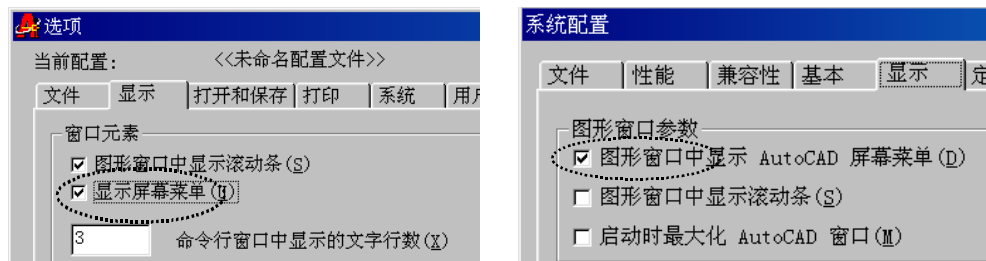 选项
当前配置: <<未命名配置文件>>
文件 显示 打开和保存 打印 系统 用户
窗口元素
图形窗口中显示滚动条(S)
显示屏幕菜单(U)
3 命令行窗口中显示的文字行数(X)
系统配置
文件 性能 兼容性 基本 显示 定
图形窗口参数
图形窗口中显示 AutoCAD 屏幕菜单(D)
图形窗口中显示滚动条(S)
启动时最大化 AutoCAD 窗口(M)